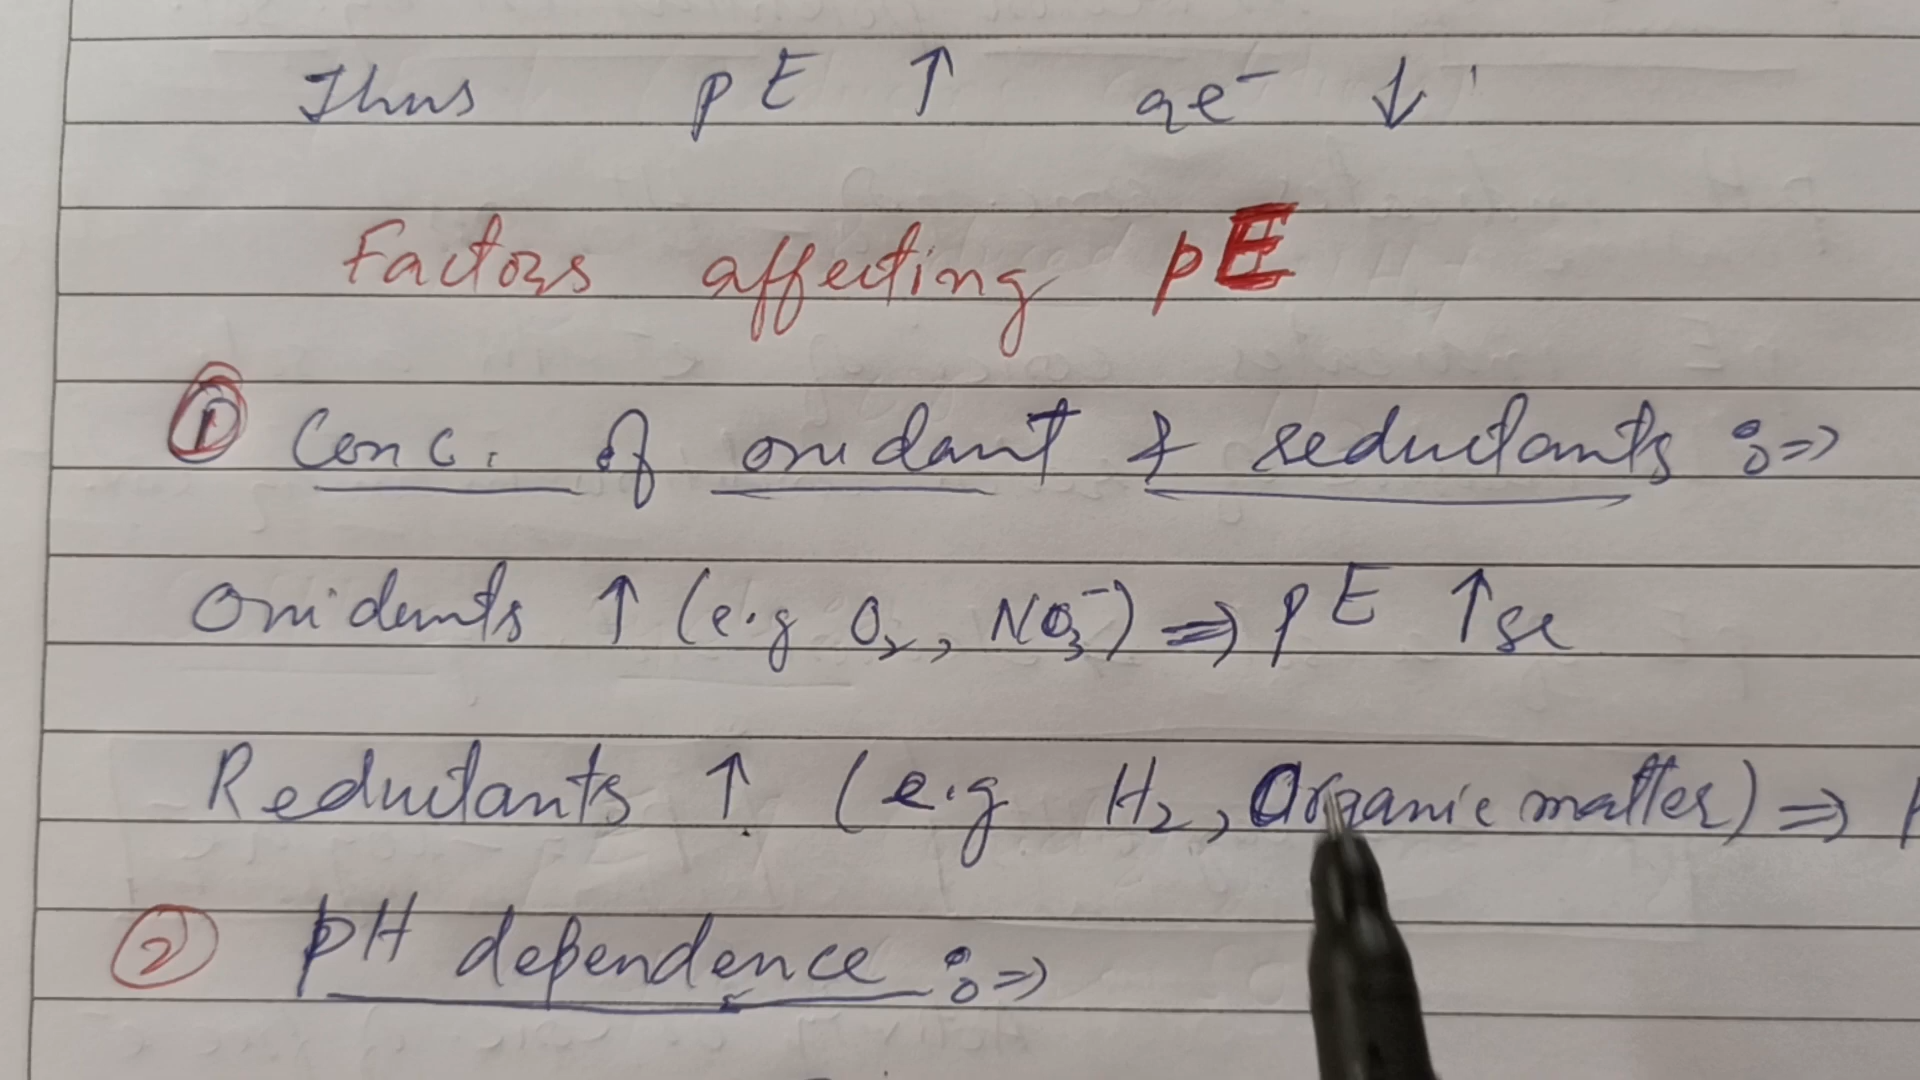 Thus pE ↑ ae⁻ ↓
Factors affecting pE
① Conc. of oxidant & reductants :⇒
Oxidants ↑ (e.g O₂, NO₃⁻) ⇒ pE ↑se
Reductants ↑ (e.g H₂, Organic matter) ⇒
② pH dependence :⇒